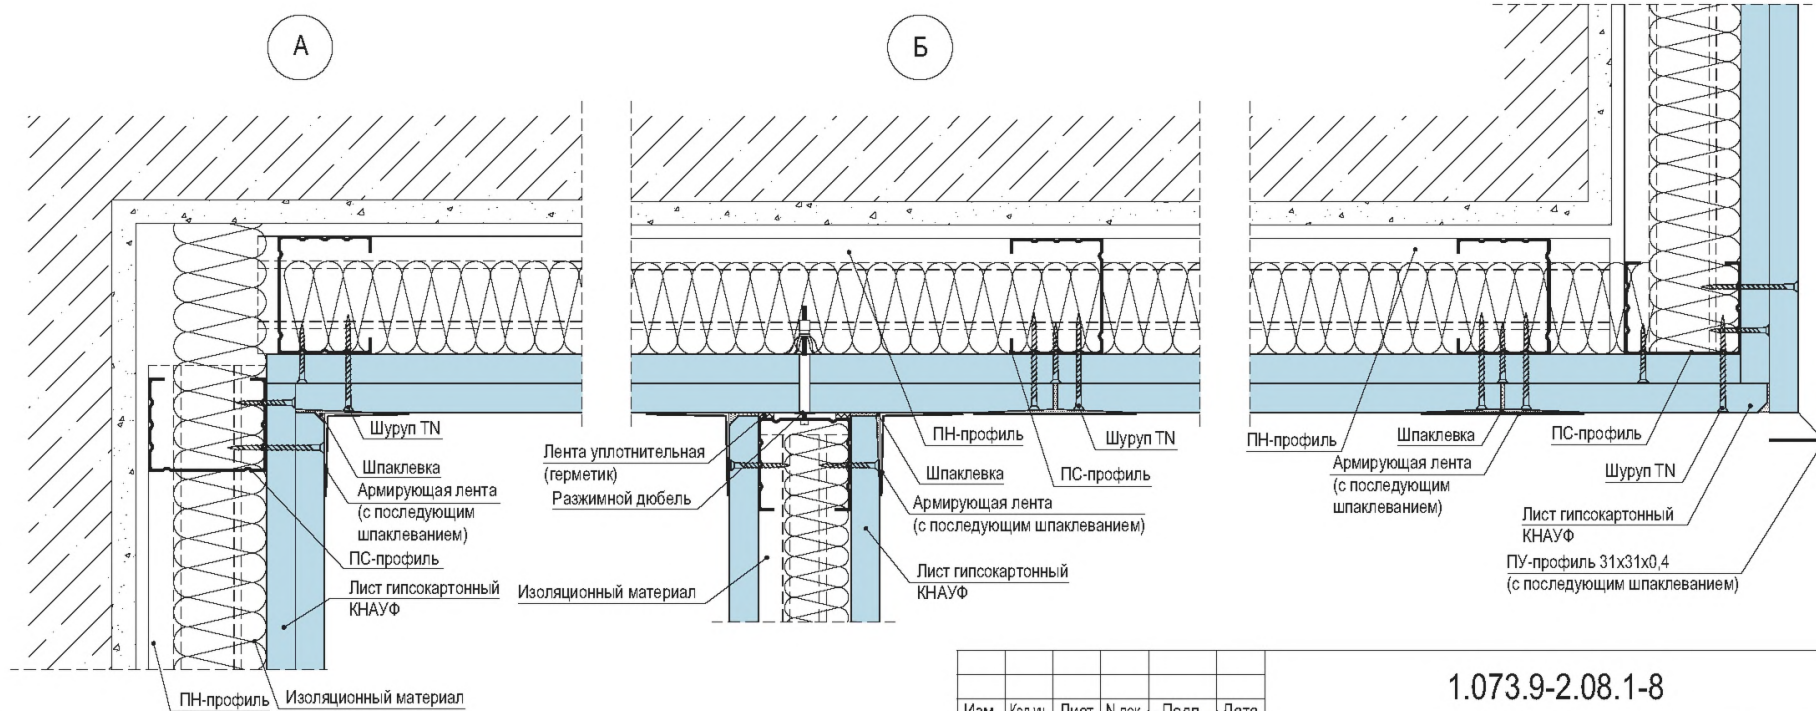 А
Б
Шуруп TN
Шпаклевка
Армирующая лента
(с последующим
шпаклеванием)
ПС-профиль
Лист гипсокартонный
КНАУФ
ПН-профиль
Изоляционный материал
Лента уплотнительная
(герметик)
Разжимной дюбель
Изоляционный материал
ПН-профиль
Шуруп TN
Шпаклевка
ПС-профиль
Армирующая лента
(с последующим шпаклеванием)
Лист гипсокартонный
КНАУФ
ПН-профиль
Шпаклевка
ПС-профиль
Армирующая лента
(с последующим
шпаклеванием)
Шуруп TN
Лист гипсокартонный
КНАУФ
ПУ-профиль 31x31x0,4
(с последующим шпаклеванием)
1.073.9-2.08.1-8
Изм. Кол.уч. Лист N док. Подп. Дата